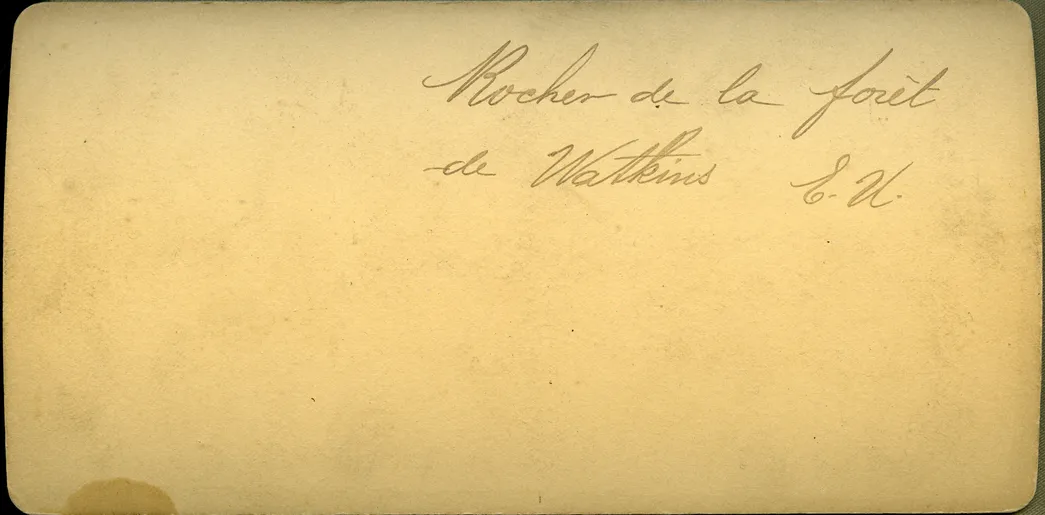 Rocher de la forêt
de Watkins E. U.